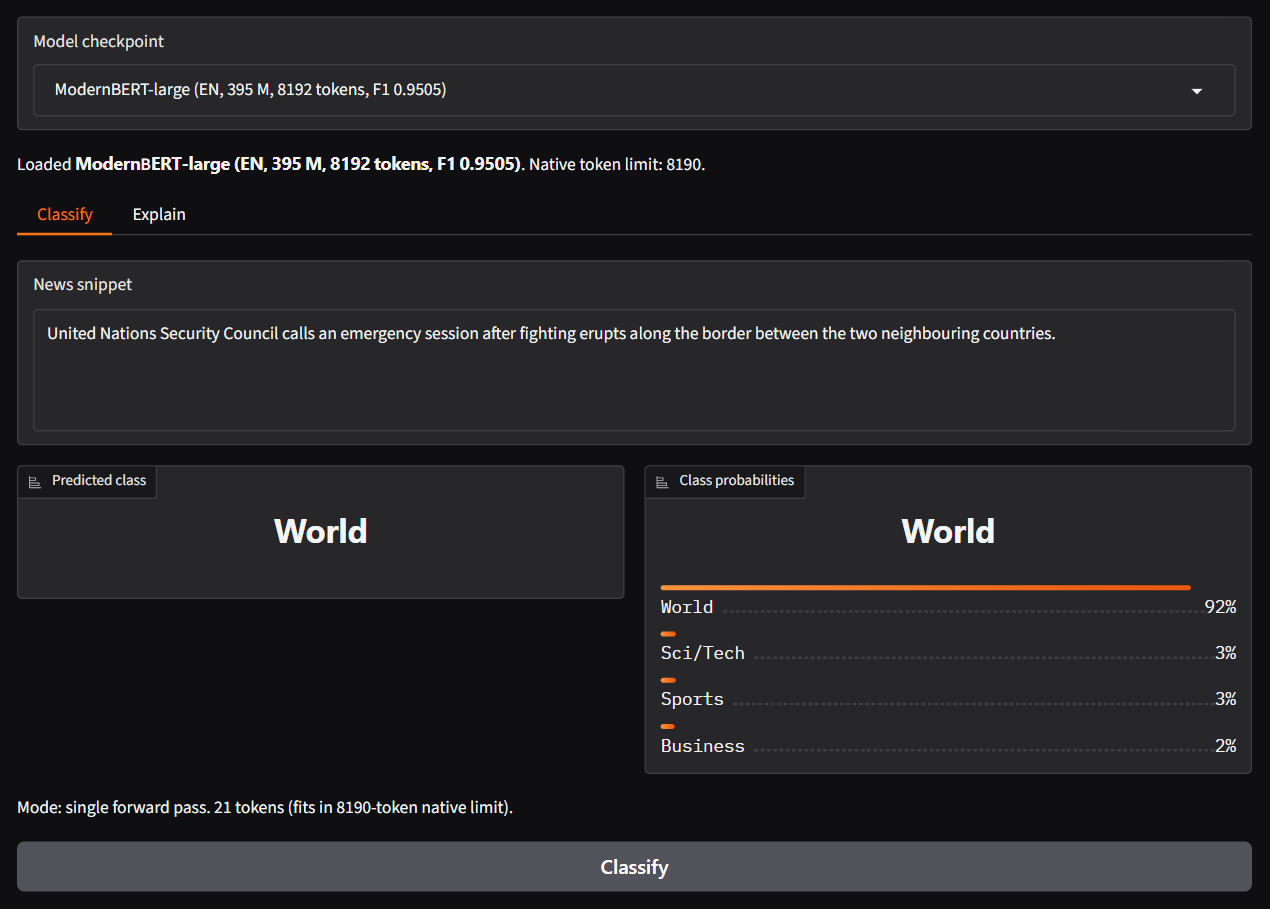 Model checkpoint
ModernBERT-large (EN, 395 M, 8192 tokens, F1 0.9505)
Loaded ModernBERT-large (EN, 395 M, 8192 tokens, F1 0.9505). Native token limit: 8190.
Classify
Explain
News snippet
United Nations Security Council calls an emergency session after fighting erupts along the border between the two neighbouring countries.
Predicted class
World
Class probabilities
World
World 92%
Sci/Tech 3%
Sports 3%
Business 2%
Mode: single forward pass. 21 tokens (fits in 8190-token native limit).
Classify